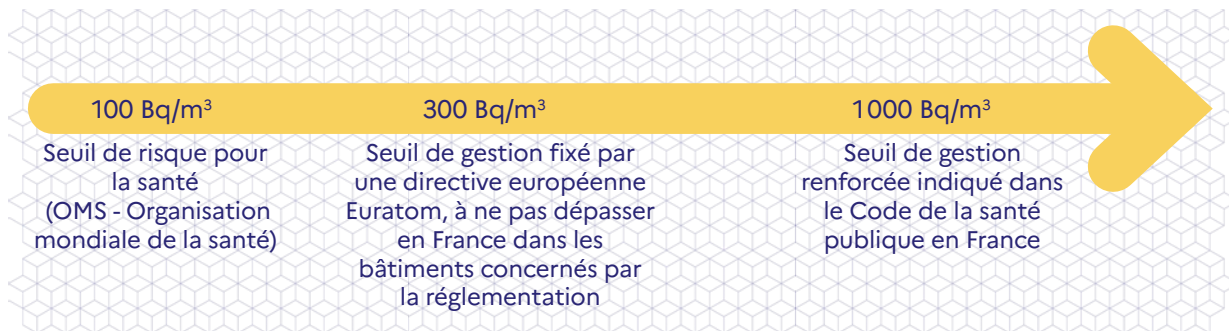 100 Bq/m³
300 Bq/m³
1000 Bq/m³
Seuil de risque pour
la santé
(OMS - Organisation
mondiale de la santé)
Seuil de gestion fixé par
une directive européenne
Euratom, à ne pas dépasser
en France dans les
bâtiments concernés par
la réglementation
Seuil de gestion
renforcée indiqué dans
le Code de la santé
publique en France